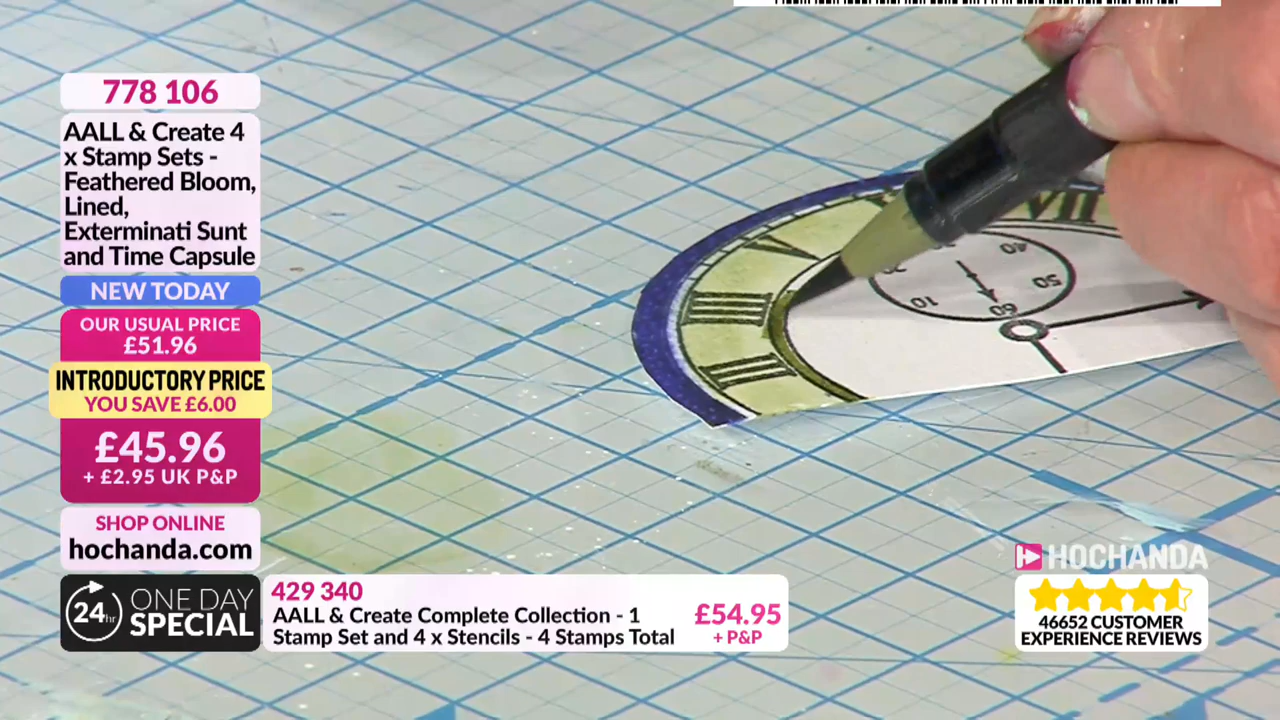 778 106
AALL & Create 4
x Stamp Sets -
Feathered Bloom,
Lined,
Exterminati Sunt
and Time Capsule
NEW TODAY
OUR USUAL PRICE
£51.96
INTRODUCTORY PRICE
YOU SAVE £6.00
£45.96
+ £2.95 UK P&P
SHOP ONLINE
hochanda.com
24hr
ONE DAY
SPECIAL
429 340
AALL & Create Complete Collection - 1
Stamp Set and 4 x Stencils - 4 Stamps Total
£54.95
+ P&P
HOCHANDA
46652 CUSTOMER
EXPERIENCE REVIEWS
VII
V
IIII
III
40
50
60
10